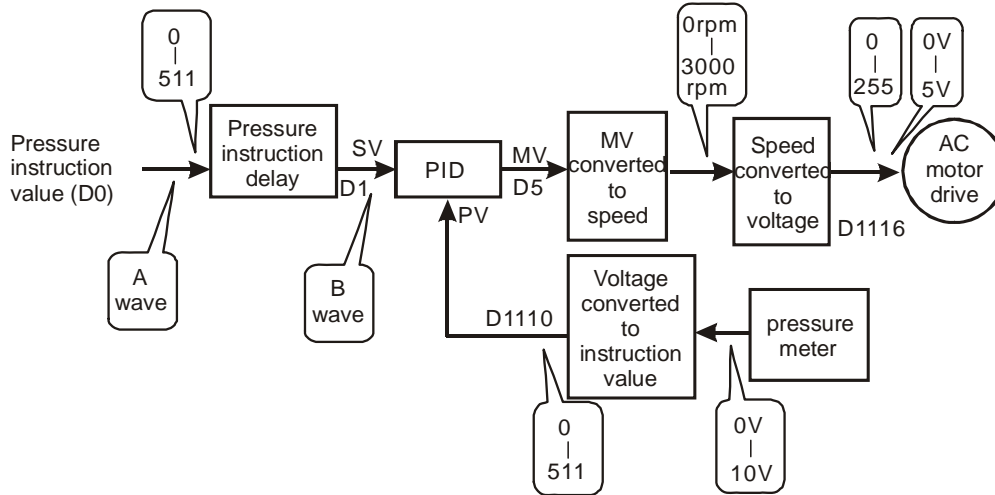 0
511
Pressure
instruction
value (D0)
A
wave
Pressure
instruction
delay
SV
D1
B
wave
PID
PV
MV
D5
MV
converted
to
speed
0rpm
3000
rpm
Speed
converted
to
voltage
0
255
0V
5V
D1116
AC
motor
drive
D1110
0
511
Voltage
converted
to
instruction
value
0V
10V
pressure
meter